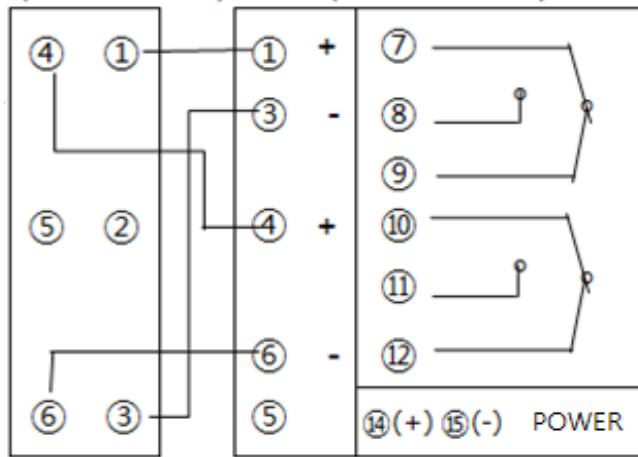 ④ ① ① + ⑦
③ - ⑧
⑨
⑤ ② ④ + ⑩
⑪
⑥ - ⑫
⑥ ③ ⑤ ⑭(+) ⑮(-) POWER